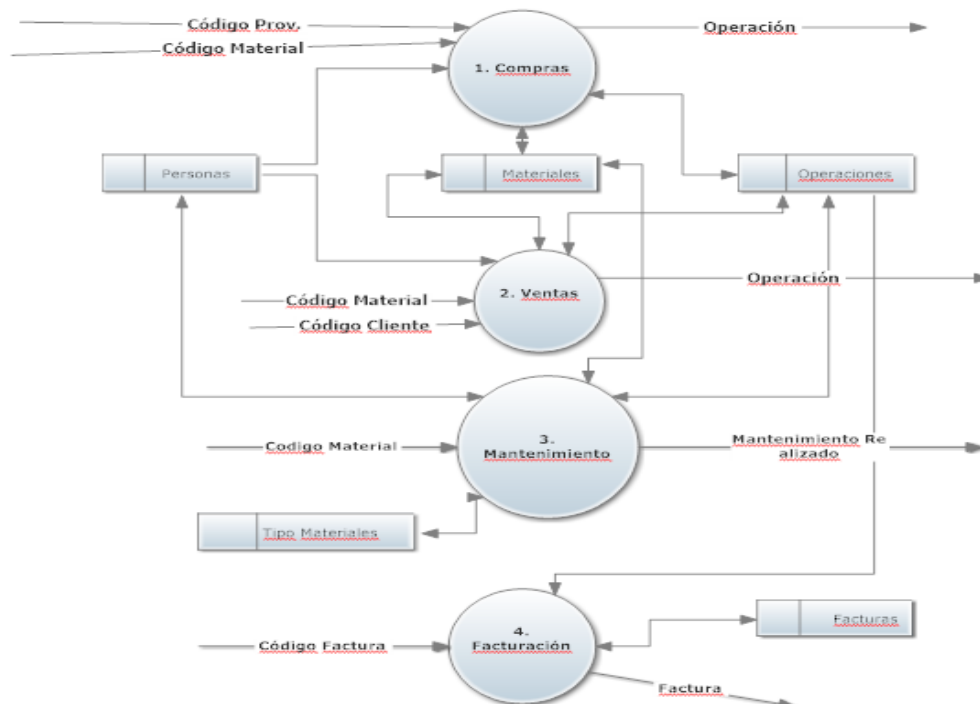 Código Prov.
Operación
Código Material
1. Compras
Personas
Materiales
Operaciones
Operación
2. Ventas
Código Material
Código Cliente
3.
Mantenimiento
Codigo Material
Mantenimiento Re
alizado
Tipo Materiales
4.
Facturación
Facturas
Código Factura
Factura